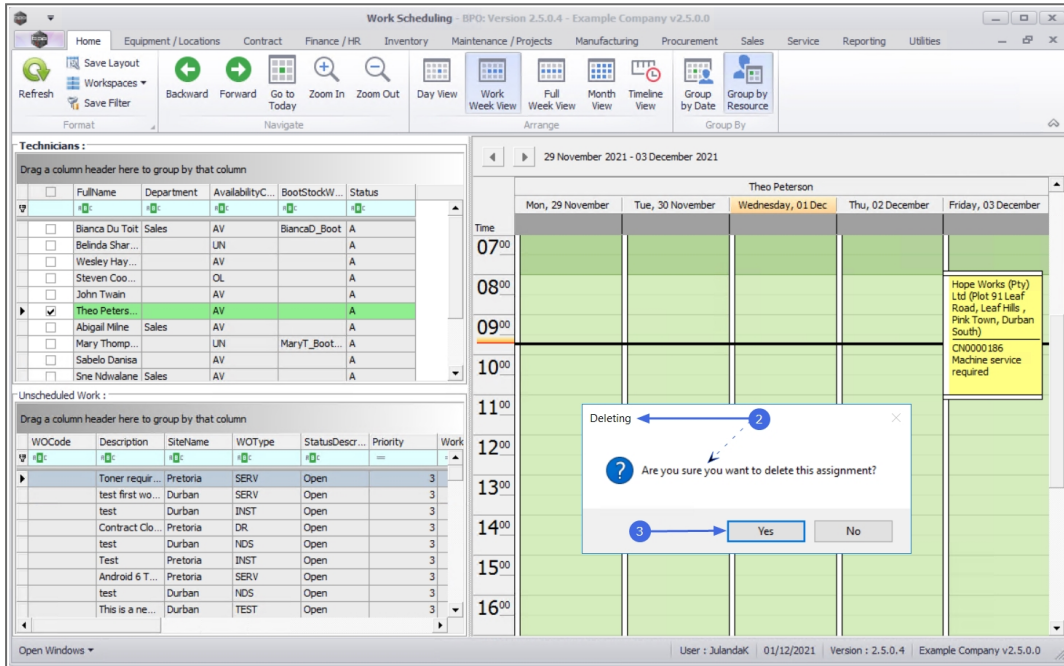 Work Scheduling - BPO: Version 2.5.0.4 - Example Company v2.5.0.0
Home Equipment / Locations Contract Finance / HR Inventory Maintenance / Projects Manufacturing Procurement Sales Service Reporting Utilities
Refresh
Save Layout
Workspaces
Save Filter
Backward Forward Go to Today Zoom In Zoom Out
Day View Work Week View Full Week View Month View Timeline View
Group by Date Group by Resource
Format Navigate Arrange Group By
Technicians :
Drag a column header here to group by that column
FullName Department AvailabilityC... BootStockW... Status
Bianca Du Toit Sales AV BiancaD_Boot A
Belinda Shar... UN A
Wesley Hay... AV A
Steven Coo... OL A
John Twain AV A
Theo Peters... AV A
Abigail Milne Sales AV A
Mary Thomp... UN MaryT_Boot... A
Sabelo Danisa AV A
Sne Ndwalane Sales AV A
Unscheduled Work :
Drag a column header here to group by that column
WOCode Description SiteName WOType StatusDescr... Priority Work
=
Toner requir... Pretoria SERV Open 3
test first wo... Durban SERV Open 3
test Durban INST Open 3
Contract Clo... Pretoria DR Open 3
test Durban NDS Open 3
Test Pretoria INST Open 3
Android 6 T... Pretoria SERV Open 3
test Durban NDS Open 3
This is a ne... Durban TEST Open 3
29 November 2021 - 03 December 2021
Theo Peterson
Mon, 29 November Tue, 30 November Wednesday, 01 Dec Thu, 02 December Friday, 03 December
Time
07 00
08 00
09 00
10 00
11 00
12 00
13 00
14 00
15 00
16 00
Hope Works (Pty)
Ltd (Plot 91 Leaf
Road, Leaf Hills ,
Pink Town, Durban
South)
CN0000186
Machine service
required
Deleting
2
? Are you sure you want to delete this assignment?
3
Yes No
Open Windows
User : JulandaK 01/12/2021 Version : 2.5.0.4 Example Company v2.5.0.0